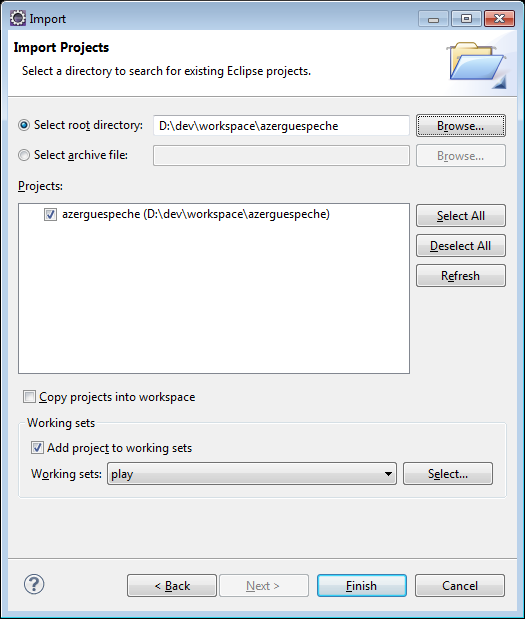 Import
Import Projects
Select a directory to search for existing Eclipse projects.
Select root directory: D:\dev\workspace\azerguespeche Browse...
Select archive file: Browse...
Projects:
azerguespeche (D:\dev\workspace\azerguespeche)
Select All
Deselect All
Refresh
Copy projects into workspace
Working sets
Add project to working sets
Working sets: play Select...
? < Back Next > Finish Cancel